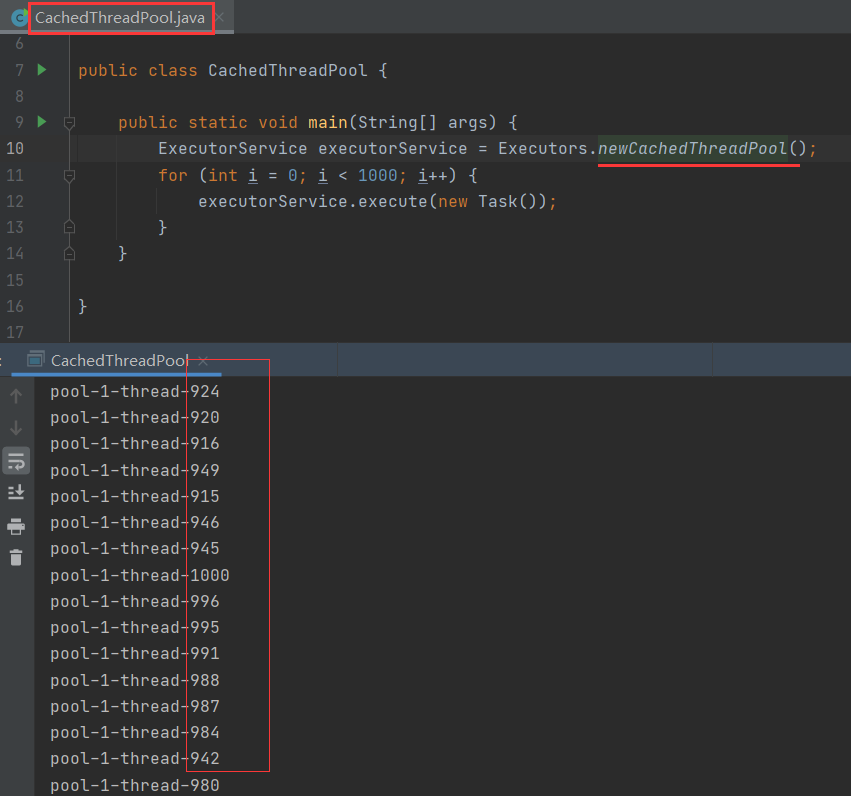 CachedThreadPool.java
6
7 public class CachedThreadPool {
8
9 public static void main(String[] args) {
10 ExecutorService executorService = Executors.newCachedThreadPool();
11 for (int i = 0; i < 1000; i++) {
12 executorService.execute(new Task());
13 }
14 }
15
16 }
17
: CachedThreadPool
pool-1-thread-924
pool-1-thread-920
pool-1-thread-916
pool-1-thread-949
pool-1-thread-915
pool-1-thread-946
pool-1-thread-945
pool-1-thread-1000
pool-1-thread-996
pool-1-thread-995
pool-1-thread-991
pool-1-thread-988
pool-1-thread-987
pool-1-thread-984
pool-1-thread-942
pool-1-thread-980